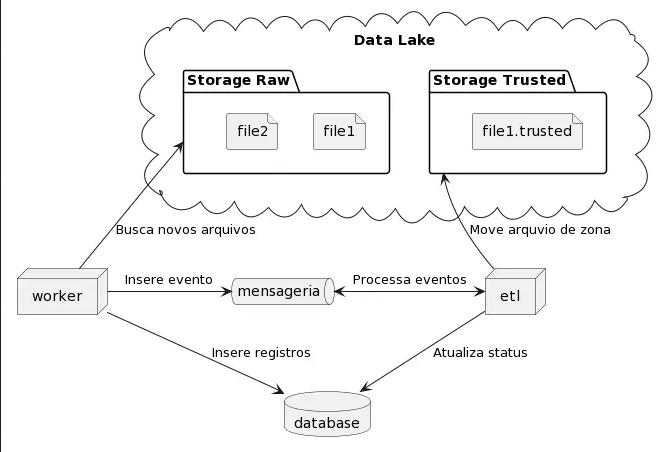 Data Lake
Storage Raw
Storage Trusted
file2
file1
file1.trusted
Busca novos arquivos
Move arquvio de zona
worker
Insere evento
mensageria
Processa eventos
etl
Insere registros
Atualiza status
database